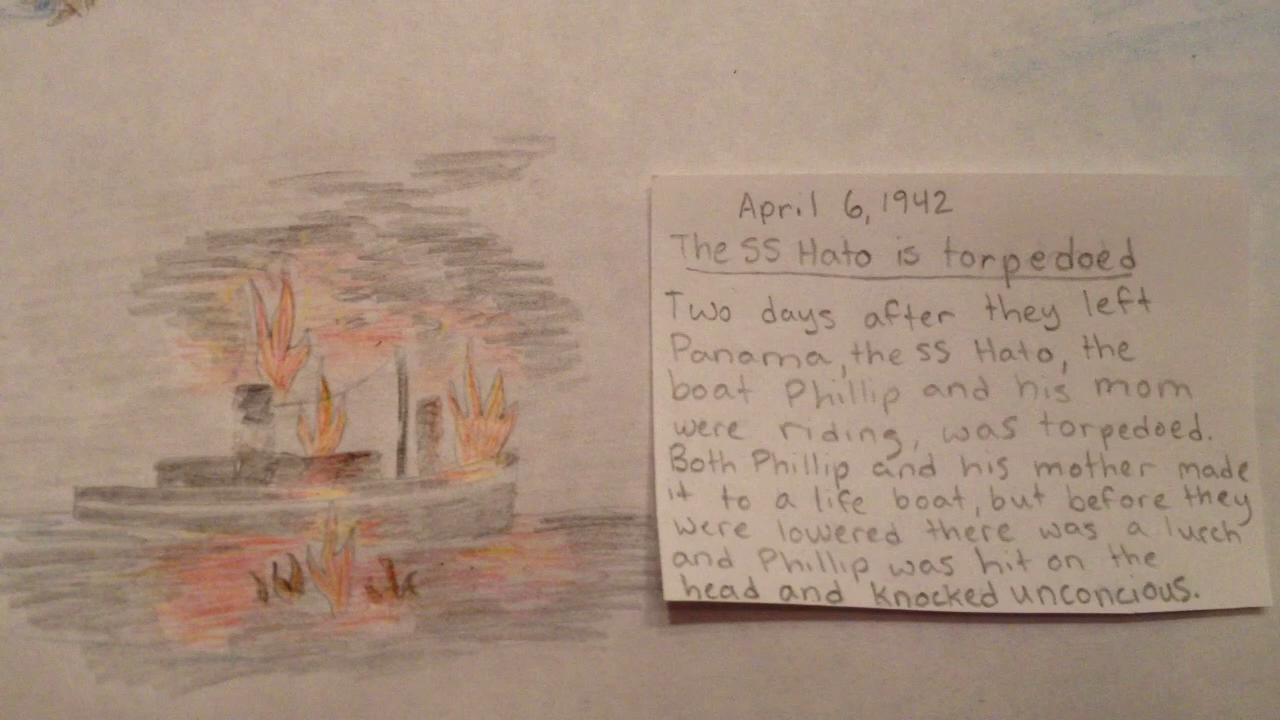 April 6, 1942
The SS Hato is torpedoed
Two days after they left
Panama, the SS Hato, the
boat Phillip and his mom
were riding, was torpedoed.
Both Phillip and his mother made
it to a life boat, but before they
were lowered there was a lurch
and Phillip was hit on the
head and knocked unconcious.